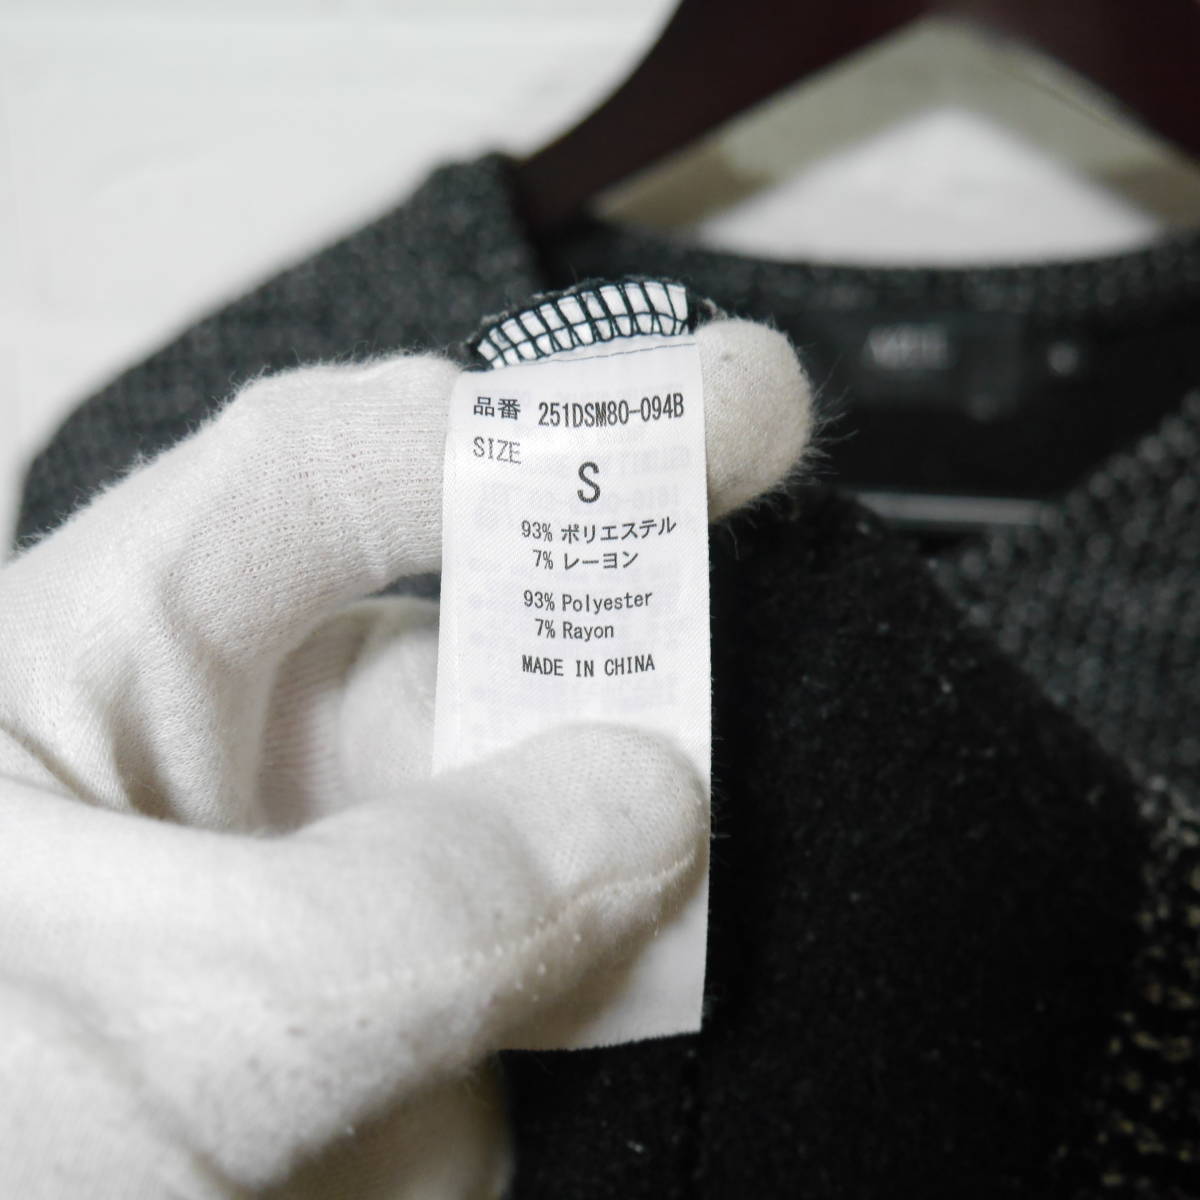 品番 251DSM80-094B
SIZE
S
93% ポリエステル
7% レーヨン
93% Polyester
7% Rayon
MADE IN CHINA